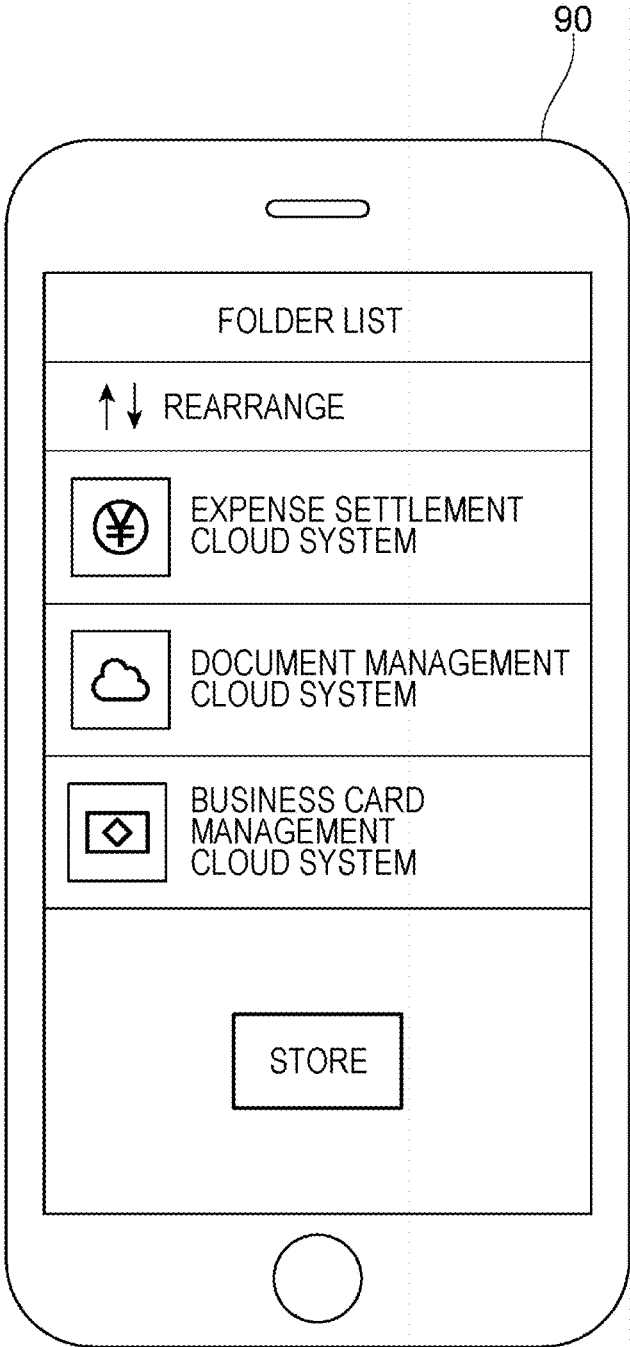 90
FOLDER LIST
REARRANGE
¥
EXPENSE SETTLEMENT
CLOUD SYSTEM
DOCUMENT MANAGEMENT
CLOUD SYSTEM
BUSINESS CARD
MANAGEMENT
CLOUD SYSTEM
STORE